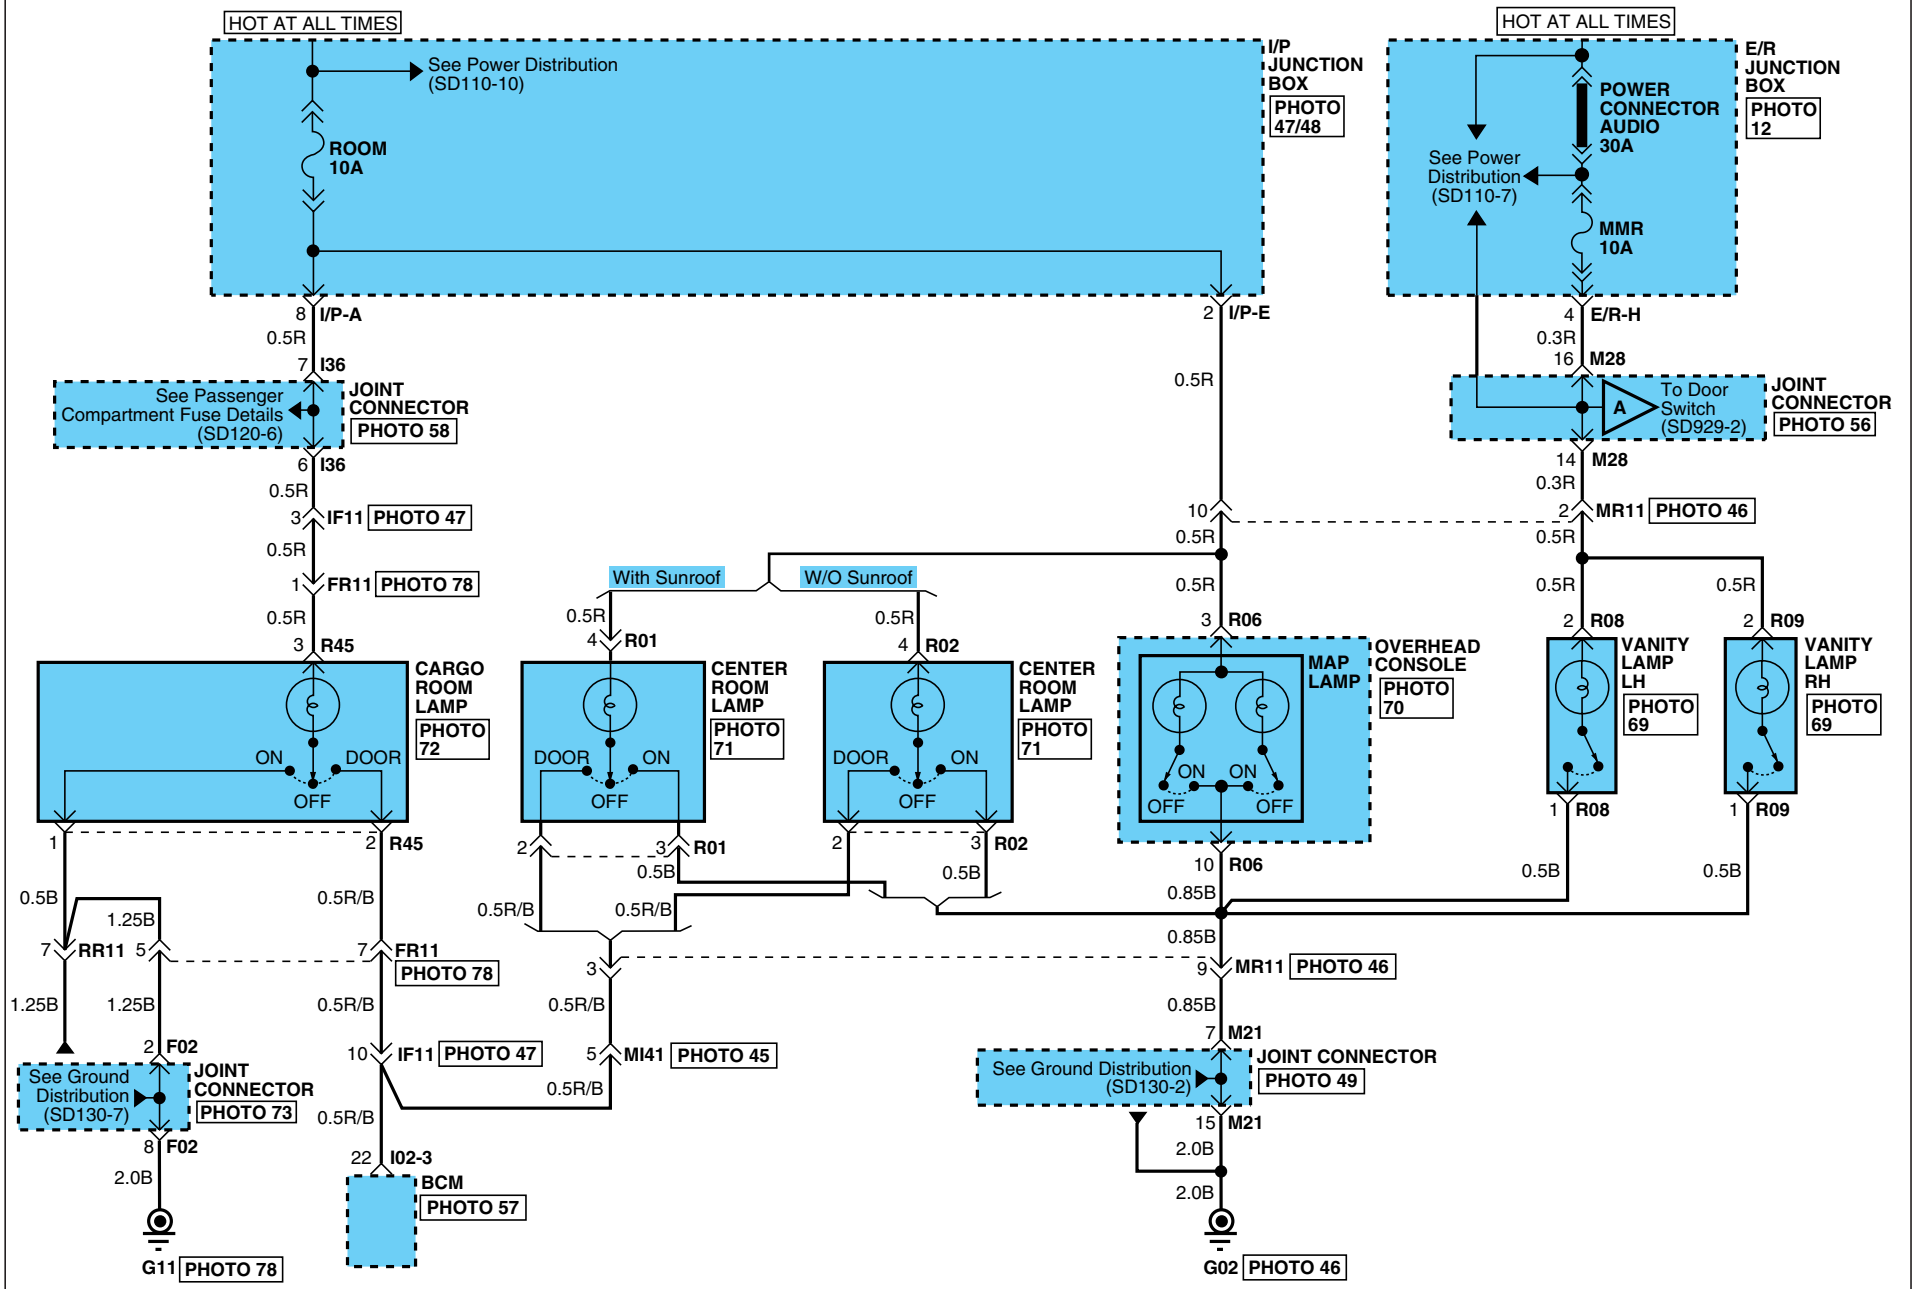 HOT AT ALL TIMES
HOT AT ALL TIMES
See Power Distribution
(SD110-10)
ROOM
10A
I/P
JUNCTION
BOX
PHOTO
47/48
POWER
CONNECTOR
AUDIO
30A
See Power
Distribution
(SD110-7)
MMR
10A
E/R
JUNCTION
BOX
PHOTO
12
8 I/P-A
2 I/P-E
4 E/R-H
0.5R
0.5R
0.3R
7 I36
16 M28
See Passenger
Compartment Fuse Details
(SD120-6)
JOINT
CONNECTOR
PHOTO 58
A
To Door
Switch
(SD929-2)
JOINT
CONNECTOR
PHOTO 56
6 I36
14 M28
0.5R
0.3R
3 IF11 PHOTO 47
10
2 MR11 PHOTO 46
0.5R
0.5R
0.5R
1 FR11 PHOTO 78
With Sunroof
W/O Sunroof
0.5R
0.5R
0.5R
0.5R
0.5R
0.5R
3 R45
4 R01
4 R02
3 R06
2 R08
2 R09
CARGO
ROOM
LAMP
PHOTO
72
ON
DOOR
OFF
CENTER
ROOM
LAMP
PHOTO
71
DOOR
ON
OFF
CENTER
ROOM
LAMP
PHOTO
71
DOOR
ON
OFF
MAP
LAMP
ON
ON
OFF
OFF
OVERHEAD
CONSOLE
PHOTO
70
VANITY
LAMP
LH
PHOTO
69
VANITY
LAMP
RH
PHOTO
69
1
2 R45
2
3 R01
2
3 R02
10 R06
1 R08
1 R09
0.5B
0.5R/B
0.5R/B
0.5B
0.5R/B
0.5B
0.85B
0.5B
0.5B
1.25B
0.85B
7 RR11
5
7 FR11
PHOTO 78
3
9 MR11 PHOTO 46
1.25B
1.25B
0.5R/B
0.5R/B
0.85B
2 F02
10 IF11 PHOTO 47
5 MI41 PHOTO 45
7 M21
See Ground
Distribution
(SD130-7)
JOINT
CONNECTOR
PHOTO 73
0.5R/B
0.5R/B
See Ground Distribution
(SD130-2)
JOINT CONNECTOR
PHOTO 49
8 F02
15 M21
2.0B
22 I02-3
2.0B
BCM
PHOTO 57
2.0B
G11 PHOTO 78
G02 PHOTO 46